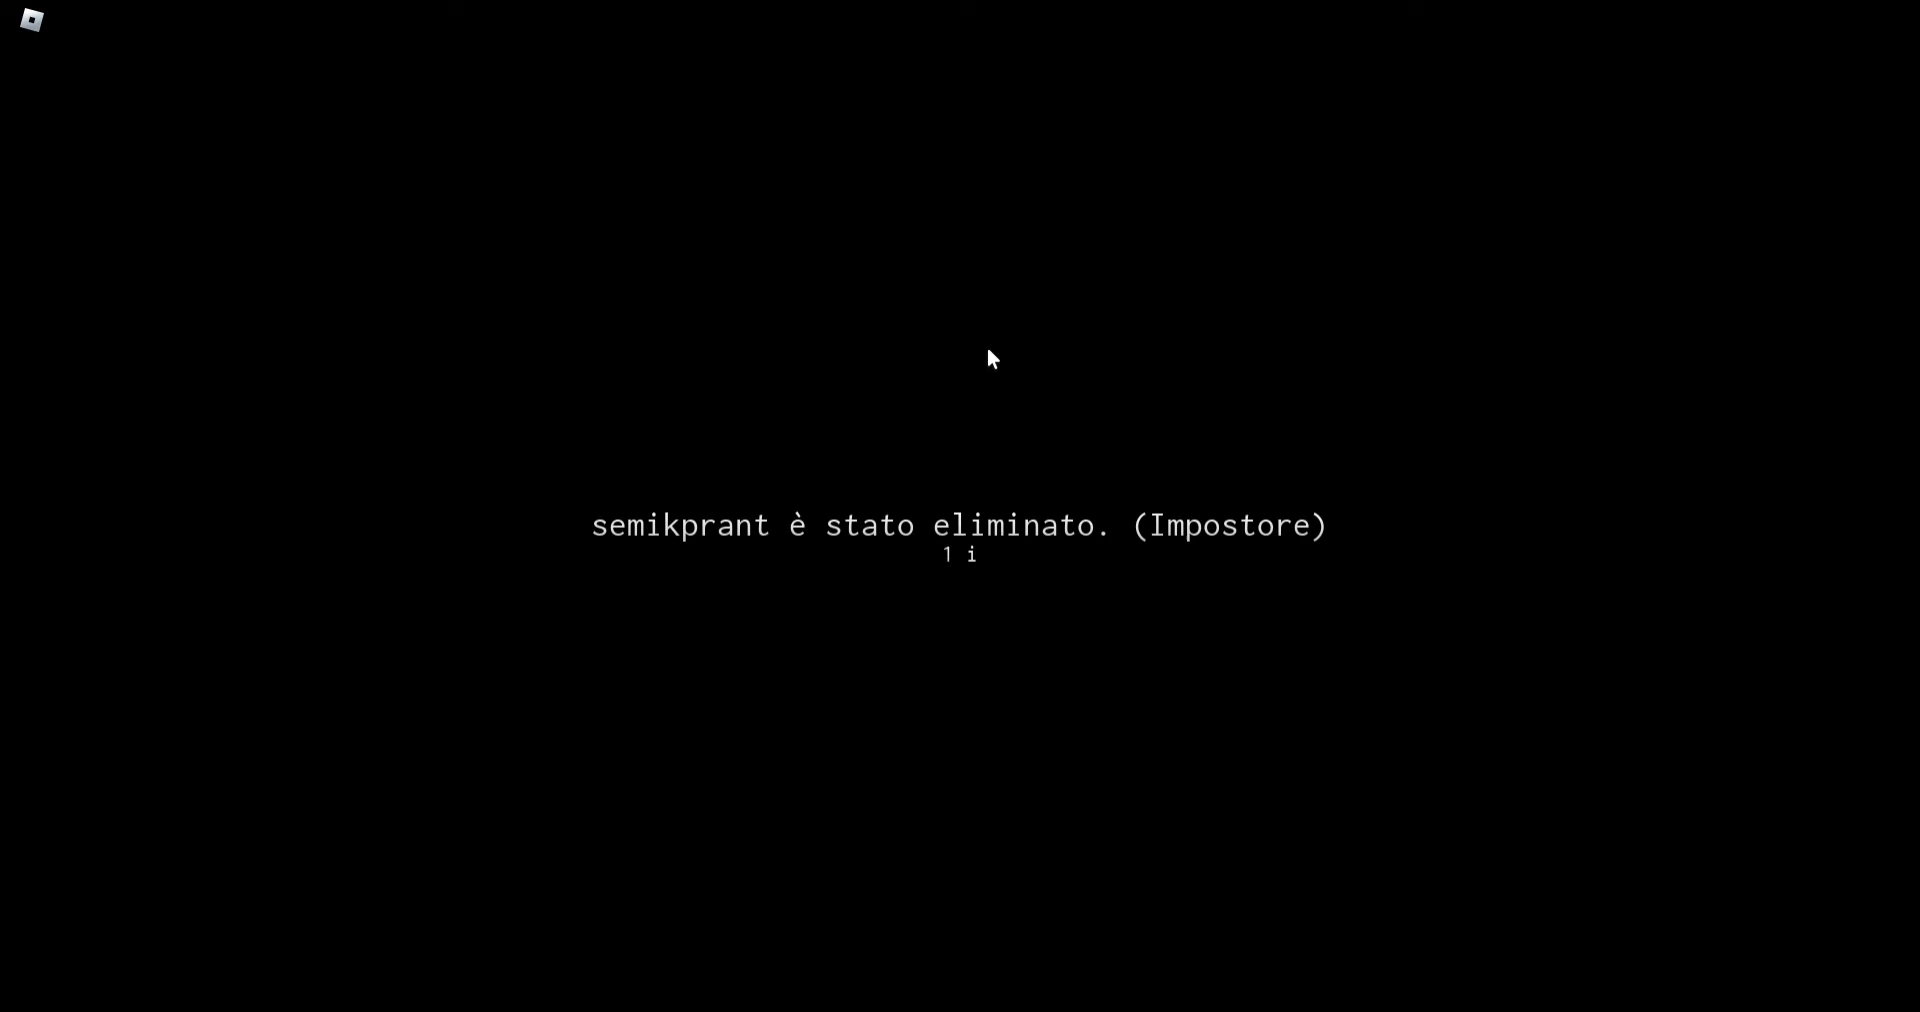 semikprant è stato eliminato. (Impostore)
1 i